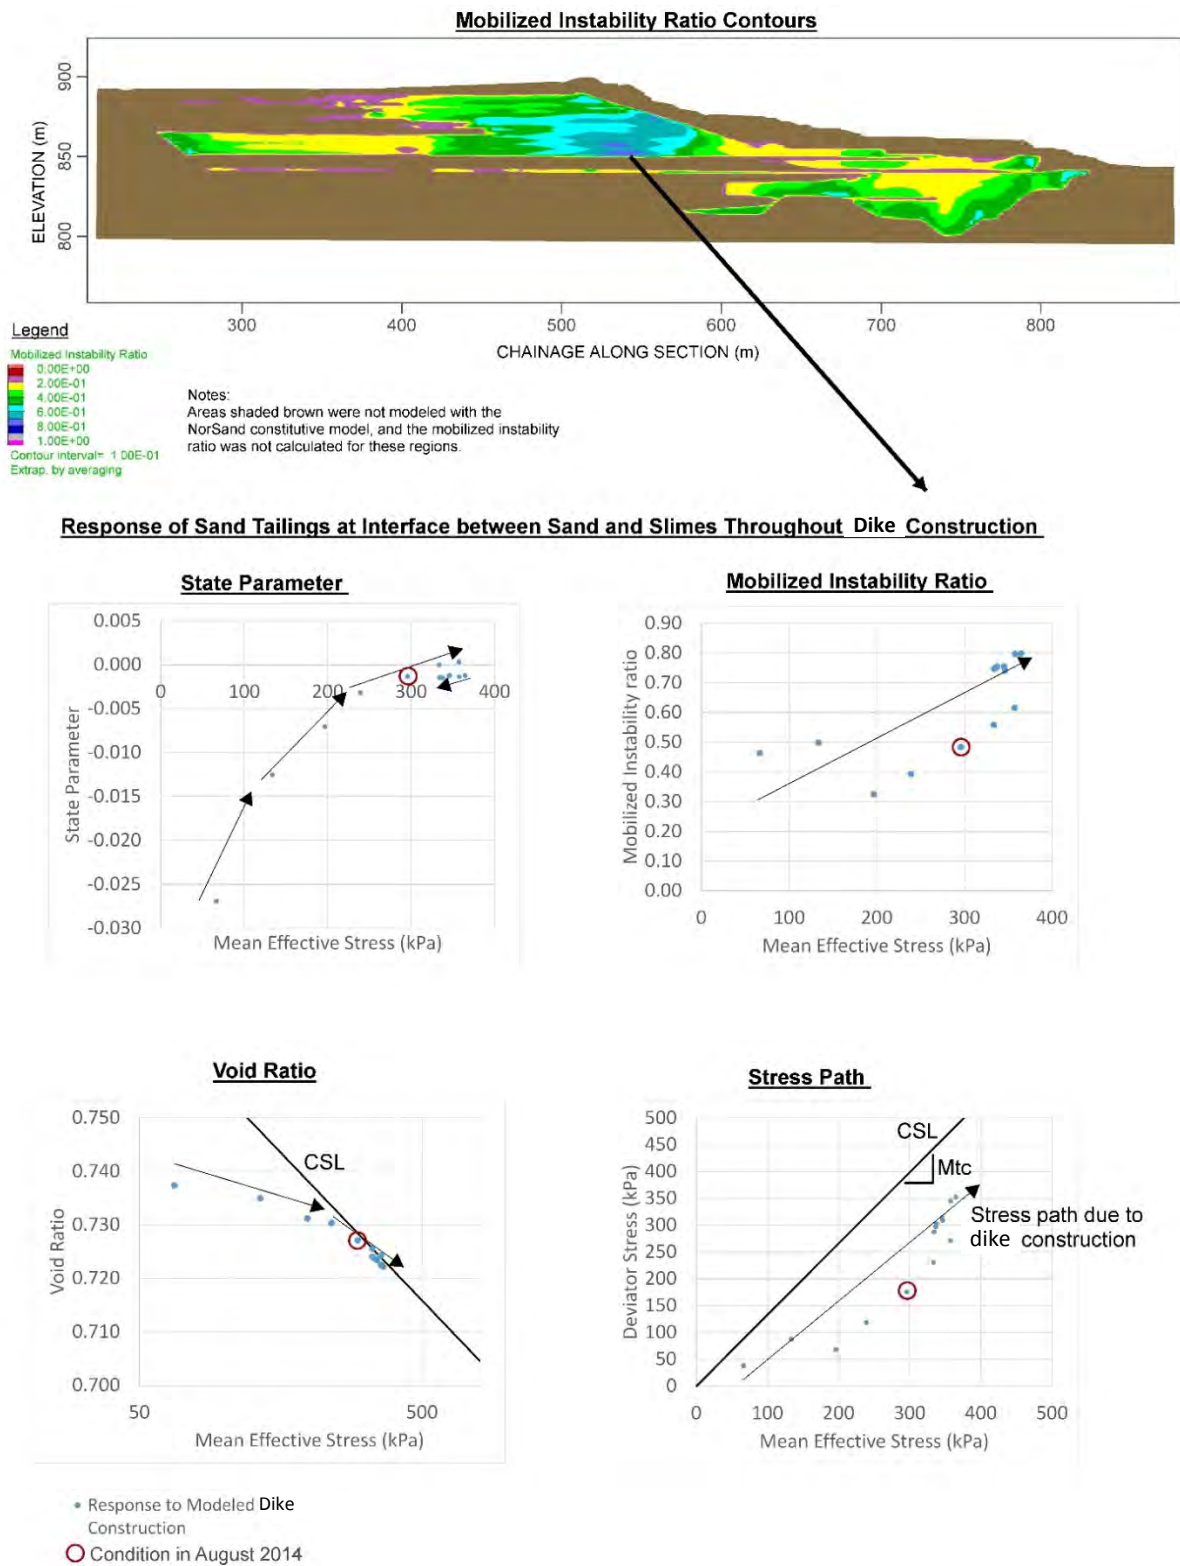 Mobilized Instability Ratio Contours
900
850
800
ELEVATION (m)
300 400 500 600 700 800
CHAINAGE ALONG SECTION (m)
Legend
Mobilized Instability Ratio
0.00E+00
2.00E-01
4.00E-01
6.00E-01
8.00E-01
1.00E+00
Contour interval= 1.00E-01
Extrap. by averaging
Notes:
Areas shaded brown were not modeled with the
NorSand constitutive model, and the mobilized instability
ratio was not calculated for these regions.
Response of Sand Tailings at Interface between Sand and Slimes Throughout Dike Construction
State Parameter
0.005
0.000
-0.005
-0.010
-0.015
-0.020
-0.025
-0.030
0 100 200 300 400
State Parameter
Mean Effective Stress (kPa)
Mobilized Instability Ratio
0.90
0.80
0.70
0.60
0.50
0.40
0.30
0.20
0.10
0.00
0 100 200 300 400
Mobilized Instability ratio
Mean Effective Stress (kPa)
Void Ratio
0.750
0.740
0.730
0.720
0.710
0.700
50 500
CSL
Void Ratio
Mean Effective Stress (kPa)
Stress Path
500
450
400
350
300
250
200
150
100
50
0
0 100 200 300 400 500
CSL
Mtc
Stress path due to
dike construction
Deviator Stress (kPa)
Mean Effective Stress (kPa)
Response to Modeled Dike
Construction
Condition in August 2014